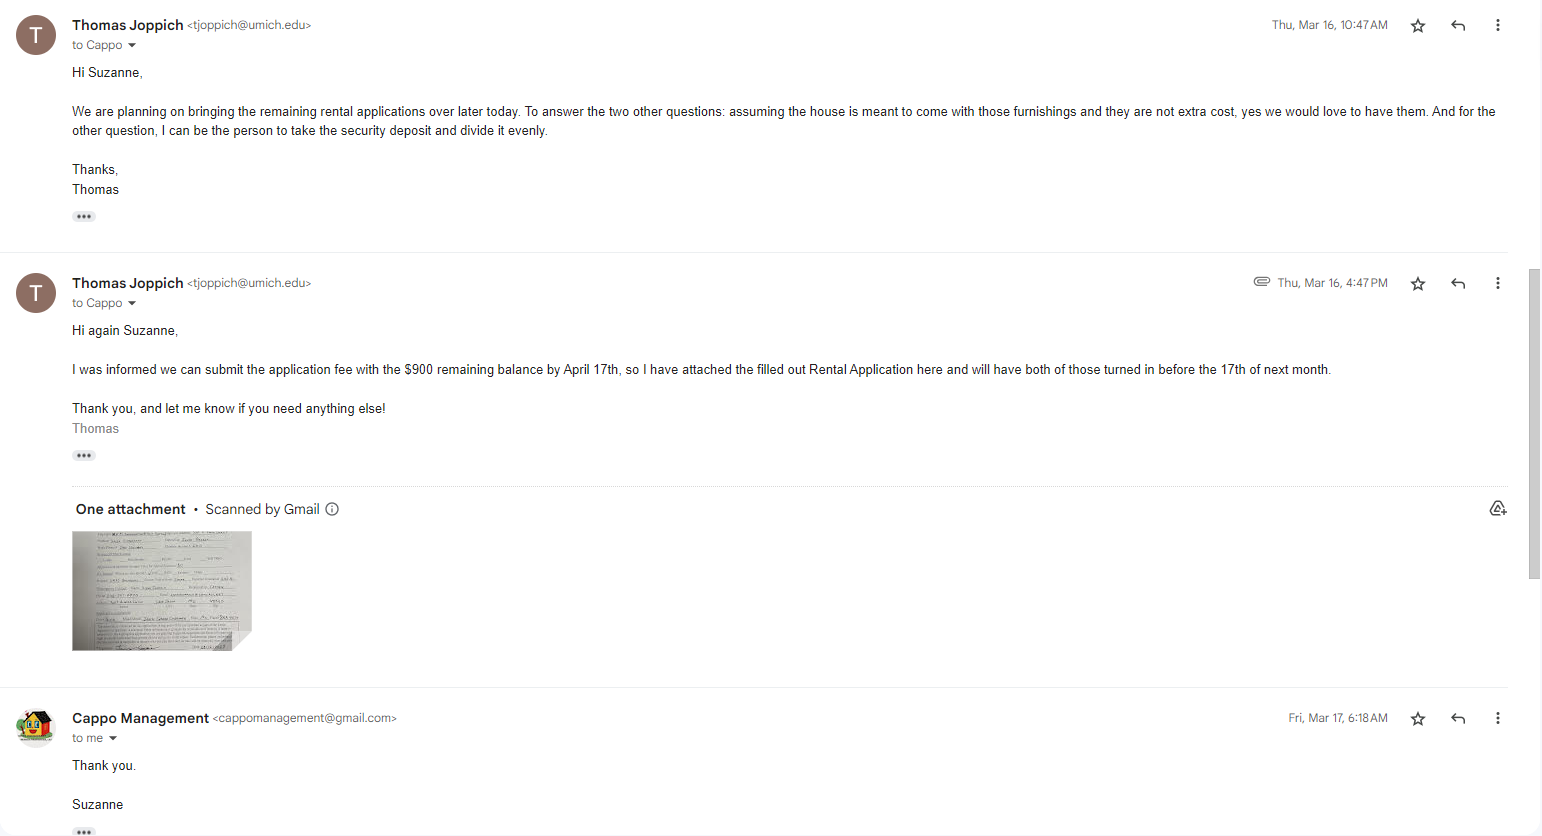 T
Thomas Joppich <tjoppich@umich.edu>
Thu, Mar 16, 10:47 AM
to Cappo
Hi Suzanne,
We are planning on bringing the remaining rental applications over later today. To answer the two other questions: assuming the house is meant to come with those furnishings and they are not extra cost, yes we would love to have them. And for the
other question, I can be the person to take the security deposit and divide it evenly.
Thanks,
Thomas
T
Thomas Joppich <tjoppich@umich.edu>
Thu, Mar 16, 4:47 PM
to Cappo
Hi again Suzanne,
I was informed we can submit the application fee with the $900 remaining balance by April 17th, so I have attached the filled out Rental Application here and will have both of those turned in before the 17th of next month.
Thank you, and let me know if you need anything else!
Thomas
One attachment • Scanned by Gmail
Cappo Management <cappomanagement@gmail.com>
Fri, Mar 17, 6:18 AM
to me
Thank you.
Suzanne